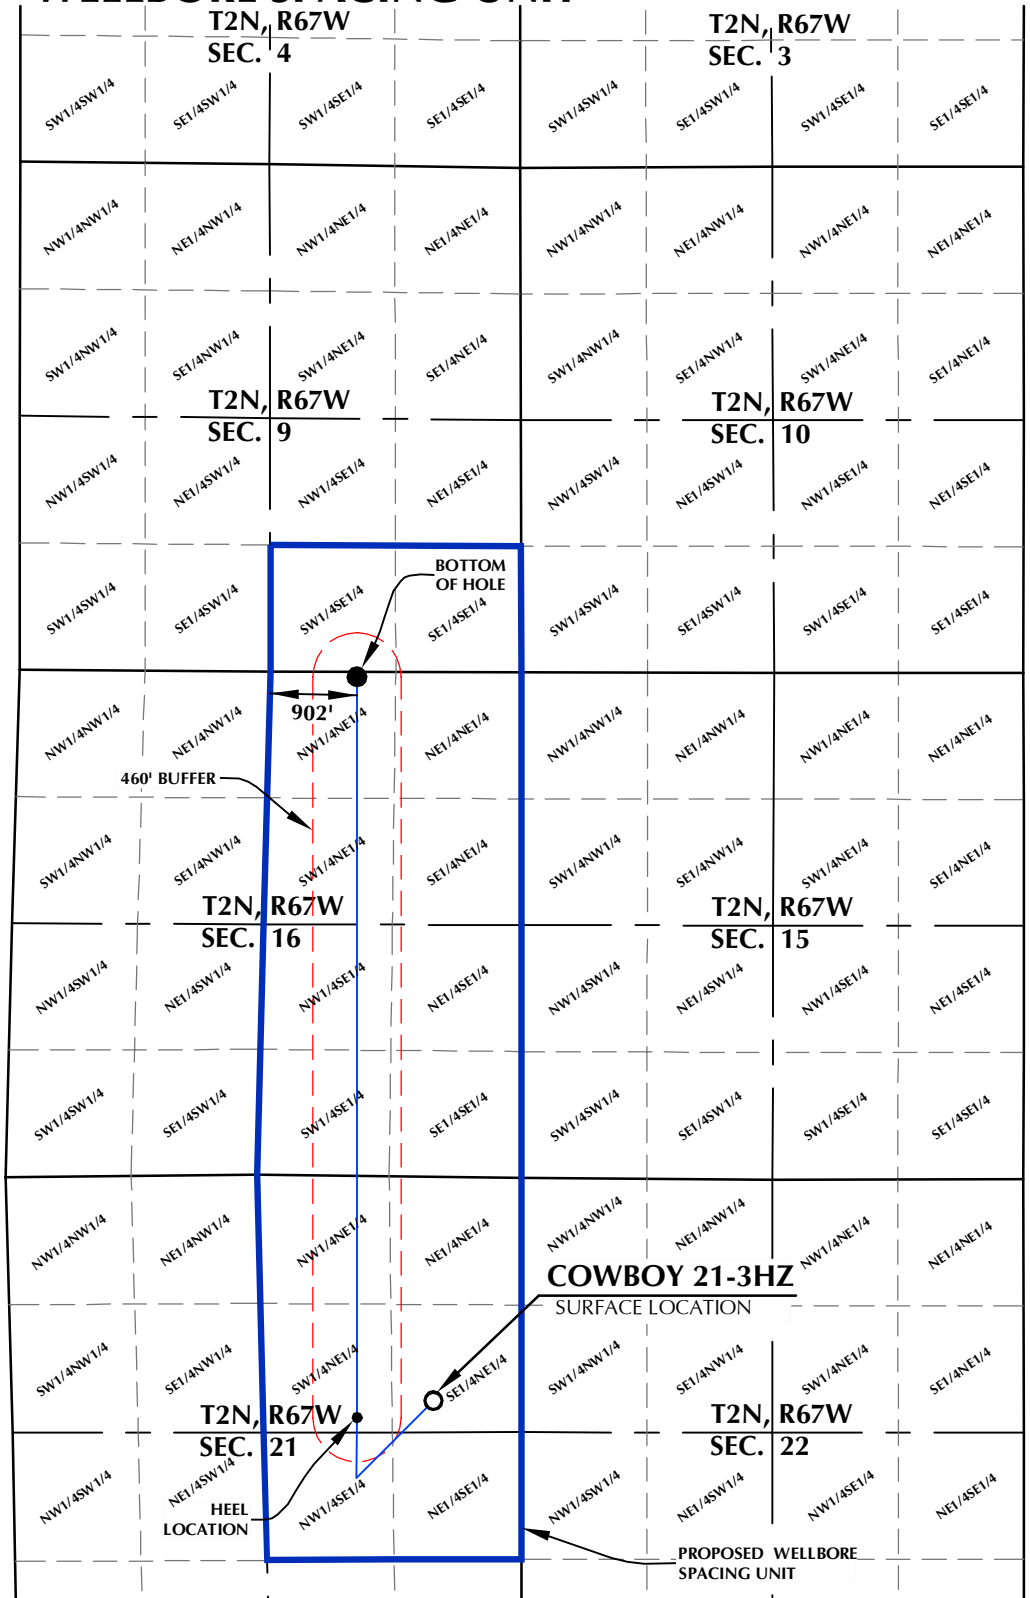 WELLBORE SPACING UNIT
T2N, R67W
SEC. 4
T2N, R67W
SEC. 3
SW1/4SW1/4
SE1/4SW1/4
SW1/4SE1/4
SE1/4SE1/4
SW1/4SW1/4
SE1/4SW1/4
SW1/4SE1/4
SE1/4SE1/4
NW1/4NW1/4
NE1/4NW1/4
NW1/4NE1/4
NE1/4NE1/4
NW1/4NW1/4
NE1/4NW1/4
NW1/4NE1/4
NE1/4NE1/4
SW1/4NW1/4
SE1/4NW1/4
SW1/4NE1/4
SE1/4NE1/4
SW1/4NW1/4
SE1/4NW1/4
SW1/4NE1/4
SE1/4NE1/4
T2N, R67W
SEC. 9
T2N, R67W
SEC. 10
NW1/4SW1/4
NE1/4SW1/4
NW1/4SE1/4
NE1/4SE1/4
NW1/4SW1/4
NE1/4SW1/4
NW1/4SE1/4
NE1/4SE1/4
BOTTOM
OF HOLE
SW1/4SW1/4
SE1/4SW1/4
SW1/4SE1/4
SE1/4SE1/4
SW1/4SW1/4
SE1/4SW1/4
SW1/4SE1/4
SE1/4SE1/4
902'
NW1/4NW1/4
NE1/4NW1/4
NW1/4NE1/4
NE1/4NE1/4
NW1/4NW1/4
NE1/4NW1/4
NW1/4NE1/4
NE1/4NE1/4
460' BUFFER
SW1/4NW1/4
SE1/4NW1/4
SW1/4NE1/4
SE1/4NE1/4
SW1/4NW1/4
SE1/4NW1/4
SW1/4NE1/4
SE1/4NE1/4
T2N, R67W
SEC. 16
T2N, R67W
SEC. 15
NW1/4SW1/4
NE1/4SW1/4
NW1/4SE1/4
NE1/4SE1/4
NW1/4SW1/4
NE1/4SW1/4
NW1/4SE1/4
NE1/4SE1/4
SW1/4SW1/4
SE1/4SW1/4
SW1/4SE1/4
SE1/4SE1/4
SW1/4SW1/4
SE1/4SW1/4
SW1/4SE1/4
SE1/4SE1/4
NW1/4NW1/4
NE1/4NW1/4
NW1/4NE1/4
NE1/4NE1/4
NW1/4NW1/4
NE1/4NW1/4
NW1/4NE1/4
NE1/4NE1/4
COWBOY 21-3HZ
SURFACE LOCATION
SW1/4NW1/4
SE1/4NW1/4
SW1/4NE1/4
SE1/4NE1/4
SW1/4NW1/4
SE1/4NW1/4
SW1/4NE1/4
SE1/4NE1/4
T2N, R67W
SEC. 21
T2N, R67W
SEC. 22
NW1/4SW1/4
NE1/4SW1/4
NW1/4SE1/4
NE1/4SE1/4
NW1/4SW1/4
NE1/4SW1/4
NW1/4SE1/4
NE1/4SE1/4
HEEL
LOCATION
PROPOSED WELLBORE
SPACING UNIT